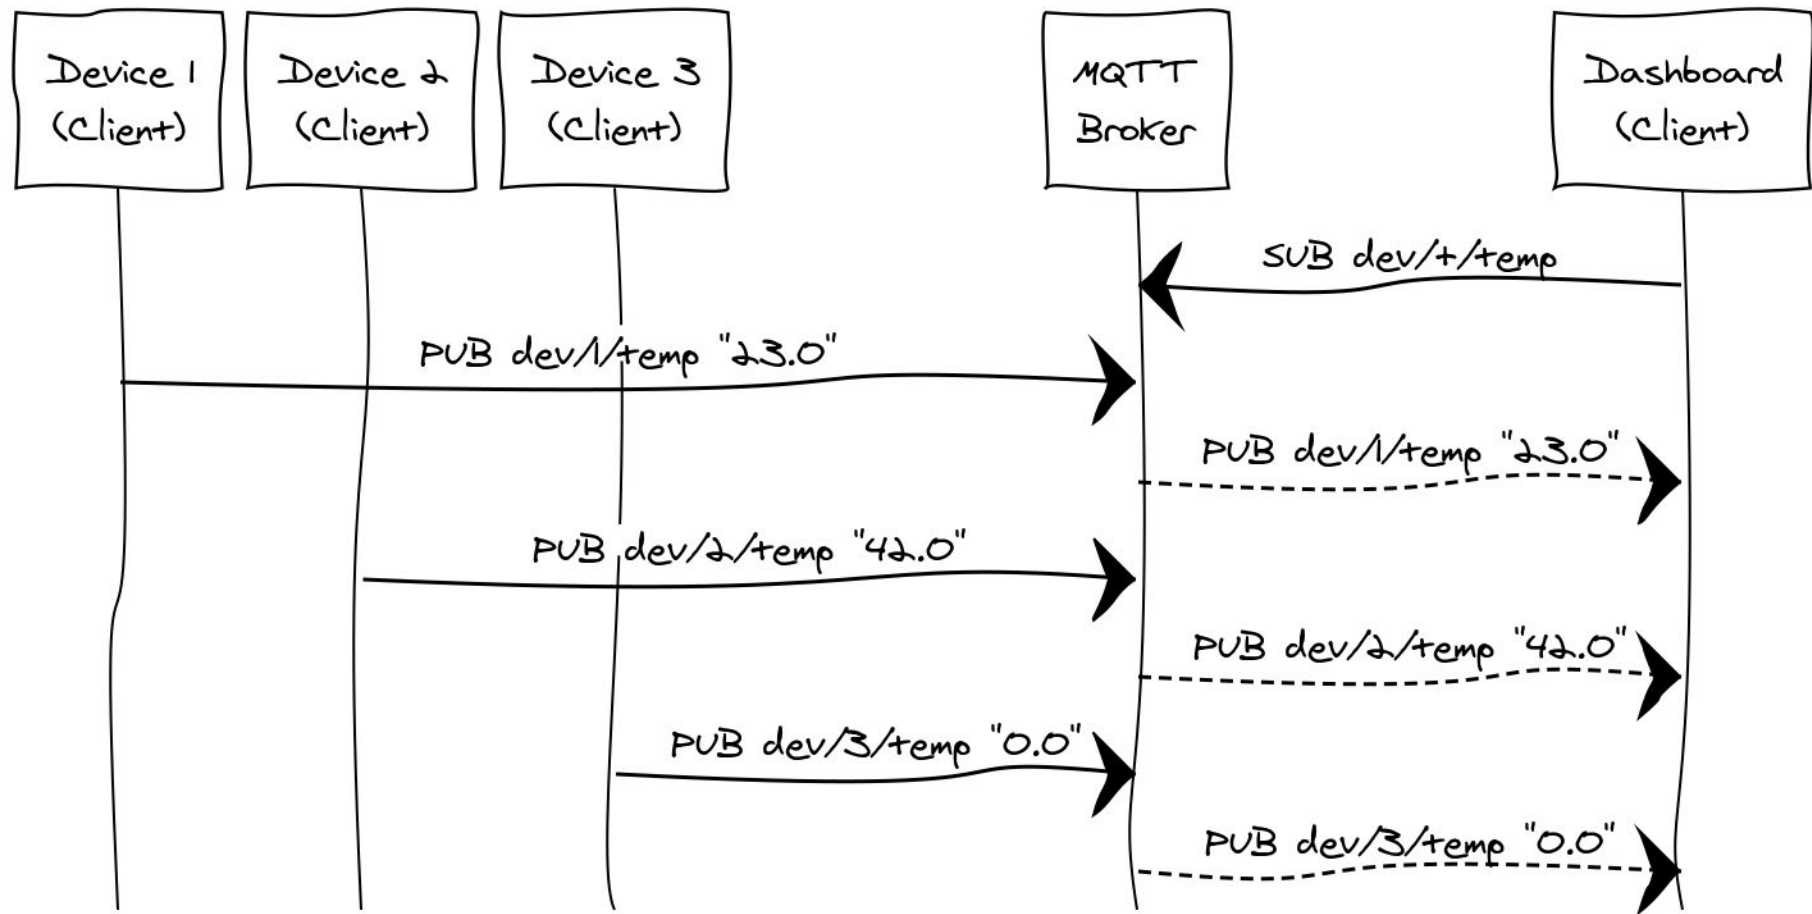 Device 1
(Client)
Device 2
(Client)
Device 3
(Client)
MQTT
Broker
Dashboard
(Client)
SUB dev/+/temp
PUB dev/1/temp "23.0"
PUB dev/1/temp "23.0"
PUB dev/2/temp "42.0"
PUB dev/2/temp "42.0"
PUB dev/3/temp "0.0"
PUB dev/3/temp "0.0"